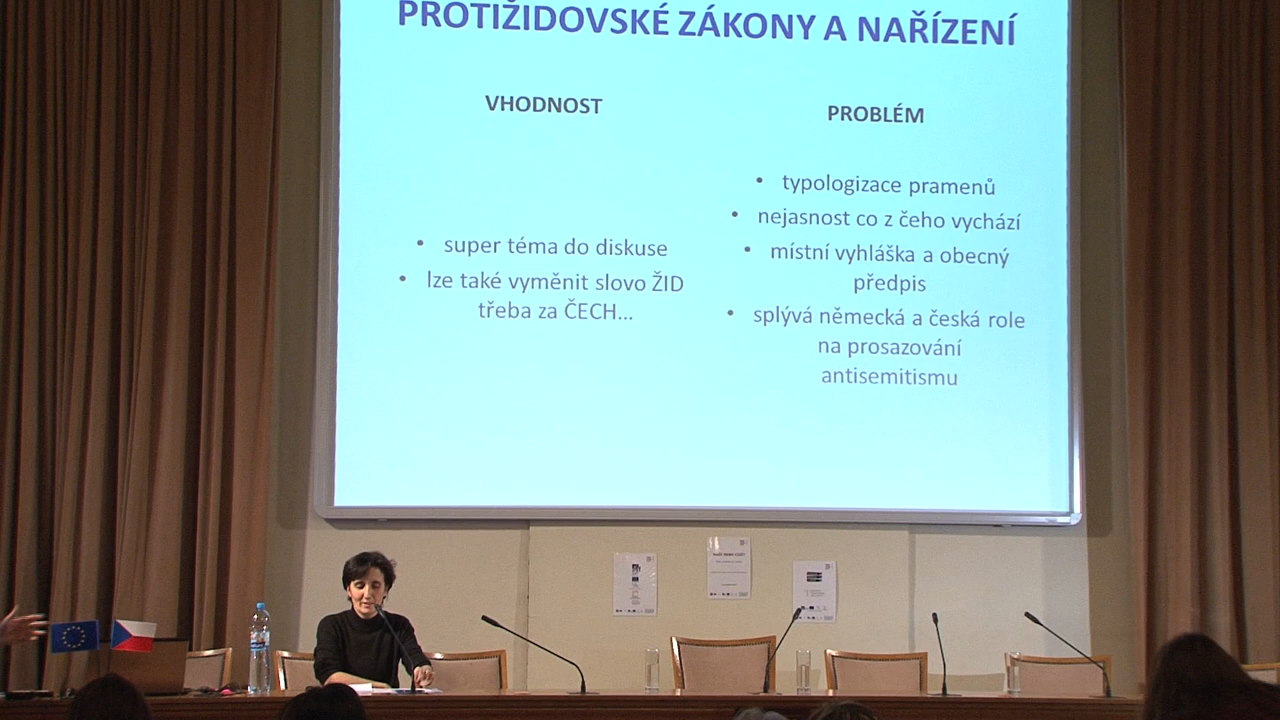 PROTIŽIDOVSKÉ ZÁKONY A NAŘÍZENÍ
VHODNOST
• super téma do diskuse
• lze také vyměnit slovo ŽID
třeba za ČECH...
PROBLÉM
• typologizace pramenů
• nejasnost co z čeho vychází
• místní vyhláška a obecný
předpis
• splývá německá a česká role
na prosazování
antisemitismu